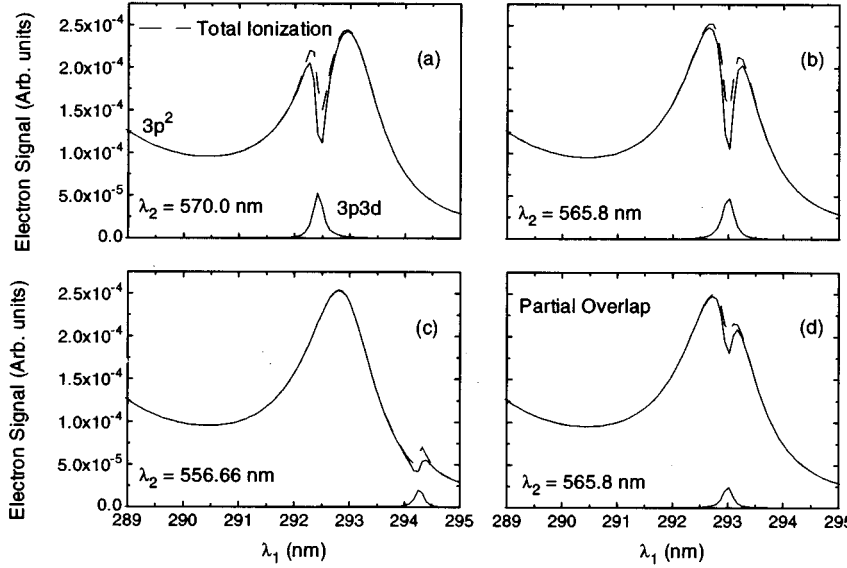 Electron Signal (Arb. units)
2.5x10⁻⁴
2.0x10⁻⁴
1.5x10⁻⁴
1.0x10⁻⁴
5.0x10⁻⁵
0.0
— — Total Ionization
(a)
3p²
λ₂ = 570.0 nm
3p3d
(b)
λ₂ = 565.8 nm
Electron Signal (Arb. units)
2.5x10⁻⁴
2.0x10⁻⁴
1.5x10⁻⁴
1.0x10⁻⁴
5.0x10⁻⁵
0.0
(c)
λ₂ = 556.66 nm
289 290 291 292 293 294 295
λ₁ (nm)
Partial Overlap
(d)
λ₂ = 565.8 nm
289 290 291 292 293 294 295
λ₁ (nm)